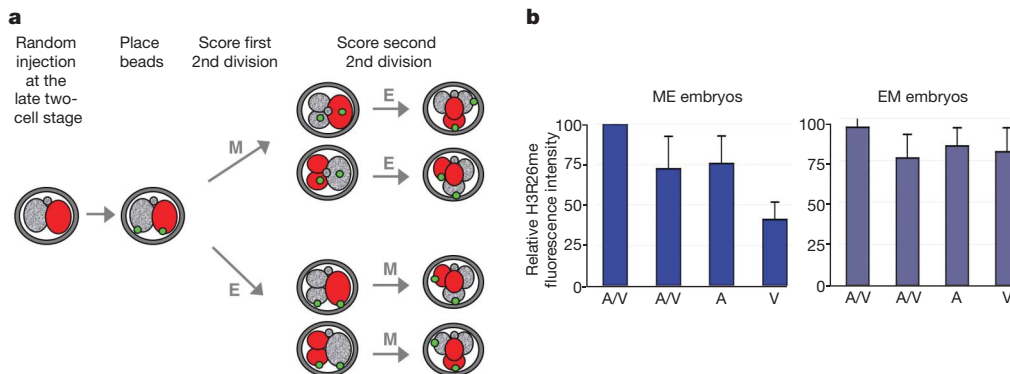 a
Random
injection
at the
late two-
cell stage
Place
beads
Score first
2nd division
Score second
2nd division
M
E
E
E
M
M
b
Relative H3R26me
fluorescence intensity
ME embryos
100
75
50
25
0
A/V
A/V
A
V
EM embryos
100
75
50
25
0
A/V
A/V
A
V